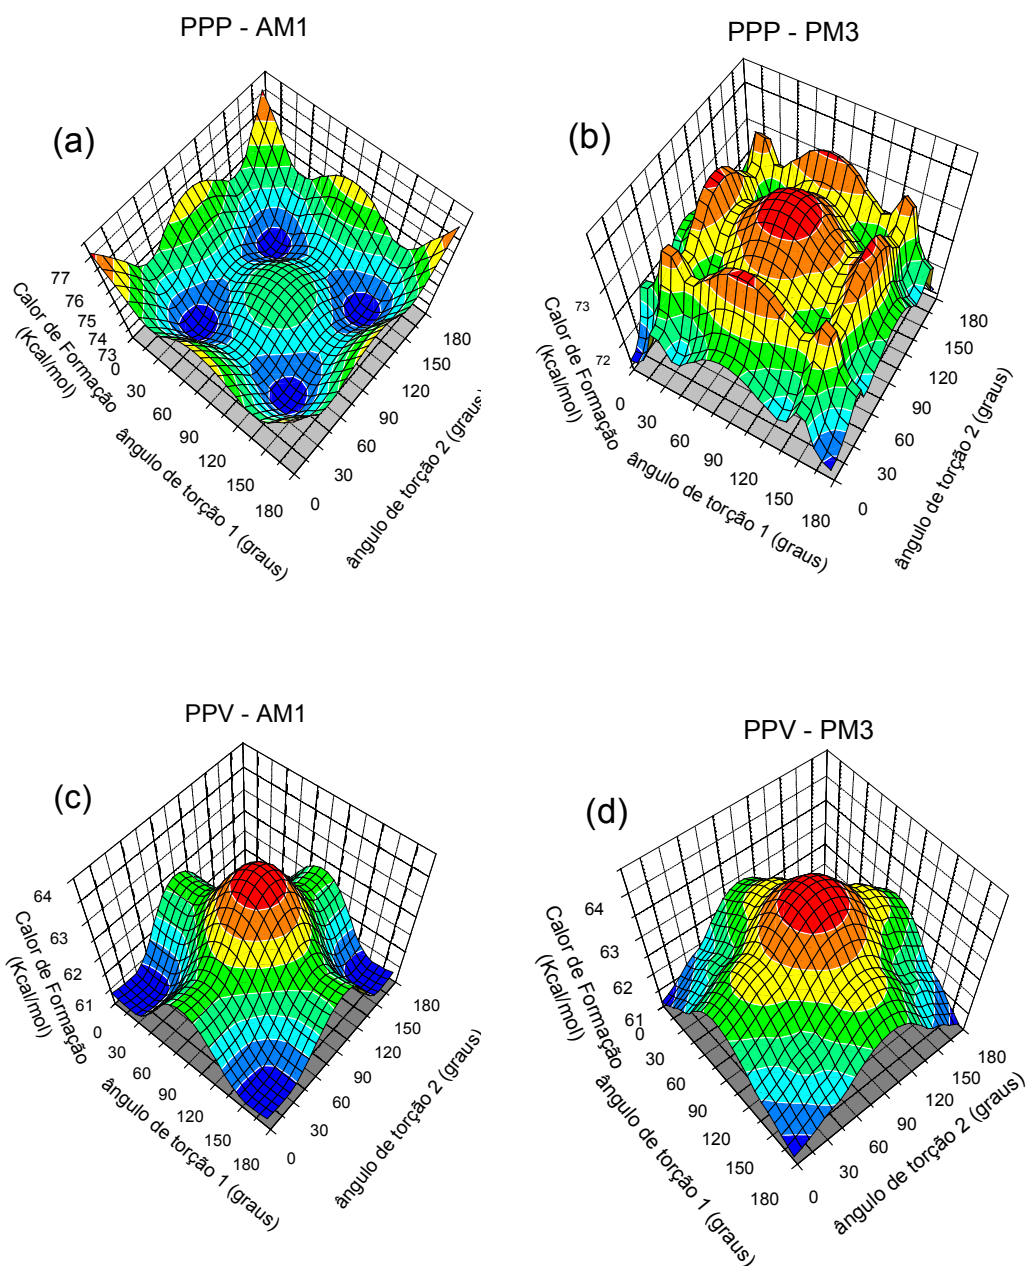 PPP - AM1
(a)
77
76
75
74
73
Calor de Formação
(Kcal/mol)
0
30
60
90
120
150
180
ângulo de torção 1 (graus)
0
30
60
90
120
150
180
ângulo de torção 2 (graus
PPP - PM3
(b)
73
72
Calor de Formação
(kcal/mol)
0
30
60
90
120
150
180
ângulo de torção 1 (graus)
0
30
60
90
120
150
180
ângulo de torção 2 (graus)
PPV - AM1
(c)
64
63
62
61
Calor de Formação
(Kcal/mol)
0
30
60
90
120
150
180
ângulo de torção 1 (graus)
0
30
60
90
120
150
180
ângulo de torção 2 (graus)
PPV - PM3
(d)
64
63
62
61
Calor de Formação
(Kcal/mol)
0
30
60
90
120
150
180
ângulo de torção 1 (graus)
0
30
60
90
120
150
180
ângulo de torção 2 (graus)